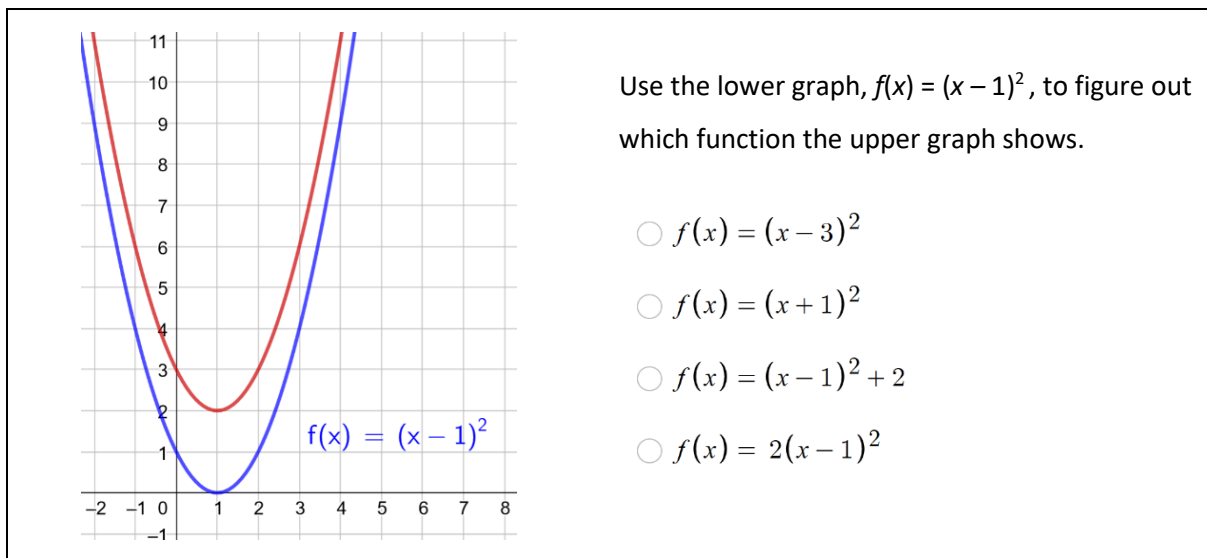 11
10
9
8
7
6
5
4
3
2
1
f(x) = (x – 1)²
–2 –1 0 1 2 3 4 5 6 7 8
–1
Use the lower graph, f(x) = (x – 1)² , to figure out
which function the upper graph shows.
f(x) = (x – 3)²
f(x) = (x + 1)²
f(x) = (x – 1)² + 2
f(x) = 2(x – 1)²